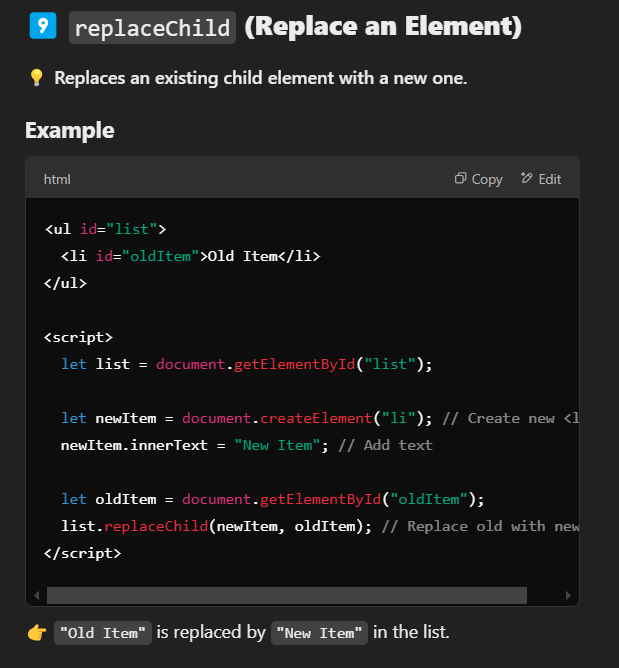 9 replaceChild (Replace an Element)
💡 Replaces an existing child element with a new one.
Example
html Copy Edit
<ul id="list">
  <li id="oldItem">Old Item</li>
</ul>
<script>
  let list = document.getElementById("list");
  let newItem = document.createElement("li"); // Create new <l
  newItem.innerText = "New Item"; // Add text
  let oldItem = document.getElementById("oldItem");
  list.replaceChild(newItem, oldItem); // Replace old with new
</script>
👉 "Old Item" is replaced by "New Item" in the list.